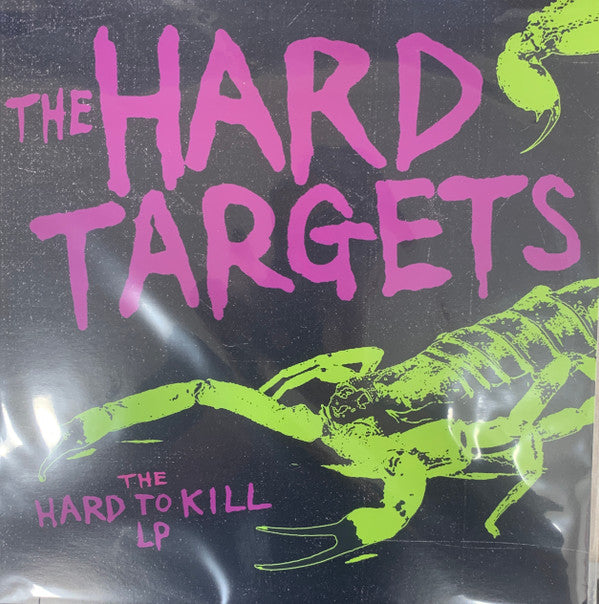 THE HARD
TARGETS
THE
HARD TO KILL
LP